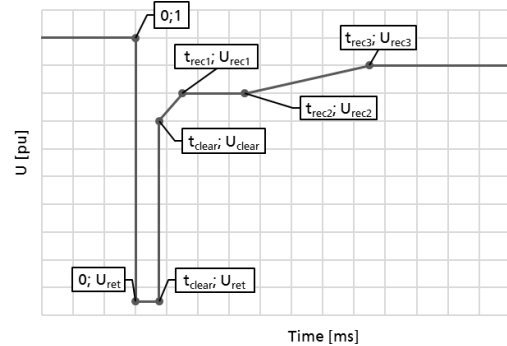 0;1
t_rec1; U_rec1
t_rec3; U_rec3
t_rec2; U_rec2
t_clear; U_clear
U [pu]
0; U_ret
t_clear; U_ret
Time [ms]